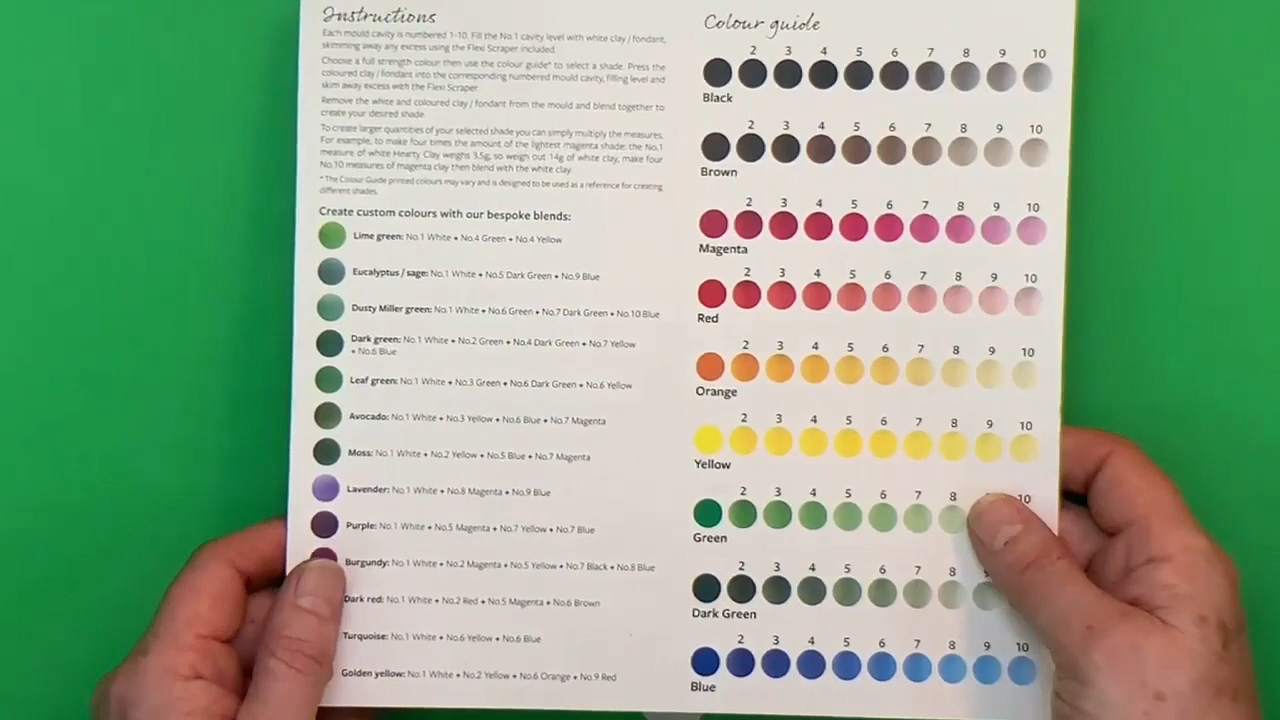 Instructions
Each mould cavity is numbered 1-10. Fill the No.1 cavity level with white clay / fondant,
skimming away any excess using the Flexi Scraper included.
Choose a full strength colour then use the colour guide* to select a shade. Press the
coloured clay / fondant into the corresponding numbered mould cavity, filling level and
skim away excess with the Flexi Scraper.
Remove the white and coloured clay / fondant from the mould and blend together to
create your desired shade.
To create larger quantities of your selected shade you can simply multiply the measures.
For example, to make four times the amount of the lightest magenta shade: the No.1
measure of white Hearty Clay weighs 3.5g, so weigh out 14g of white clay, make four
No.10 measures of magenta clay then blend with the white clay.
* The Colour Guide printed colours may vary and is designed to be used as a reference for creating
different shades.
Create custom colours with our bespoke blends:
Lime green: No.1 White + No.4 Green + No.4 Yellow
Eucalyptus / sage: No.1 White + No.5 Dark Green + No.9 Blue
Dusty Miller green: No.1 White + No.6 Green + No.7 Dark Green + No.10 Blue
Dark green: No.1 White + No.2 Green + No.4 Dark Green + No.7 Yellow
+ No.6 Blue
Leaf green: No.1 White + No.3 Green + No.6 Dark Green + No.6 Yellow
Avocado: No.1 White + No.3 Yellow + No.6 Blue + No.7 Magenta
Moss: No.1 White + No.2 Yellow + No.5 Blue + No.7 Magenta
Lavender: No.1 White + No.8 Magenta + No.9 Blue
Purple: No.1 White + No.5 Magenta + No.7 Yellow + No.7 Blue
Burgundy: No.1 White + No.2 Magenta + No.5 Yellow + No.7 Black + No.8 Blue
Dark red: No.1 White + No.2 Red + No.5 Magenta + No.6 Brown
Turquoise: No.1 White + No.6 Yellow + No.6 Blue
Golden yellow: No.1 White + No.2 Yellow + No.6 Orange + No.9 Red
Colour guide
2 3 4 5 6 7 8 9 10
Black
2 3 4 5 6 7 8 9 10
Brown
2 3 4 5 6 7 8 9 10
Magenta
2 3 4 5 6 7 8 9 10
Red
2 3 4 5 6 7 8 9 10
Orange
2 3 4 5 6 7 8 9 10
Yellow
2 3 4 5 6 7 8 10
Green
2 3 4 5 6 7 8
Dark Green
2 3 4 5 6 7 8 9 10
Blue